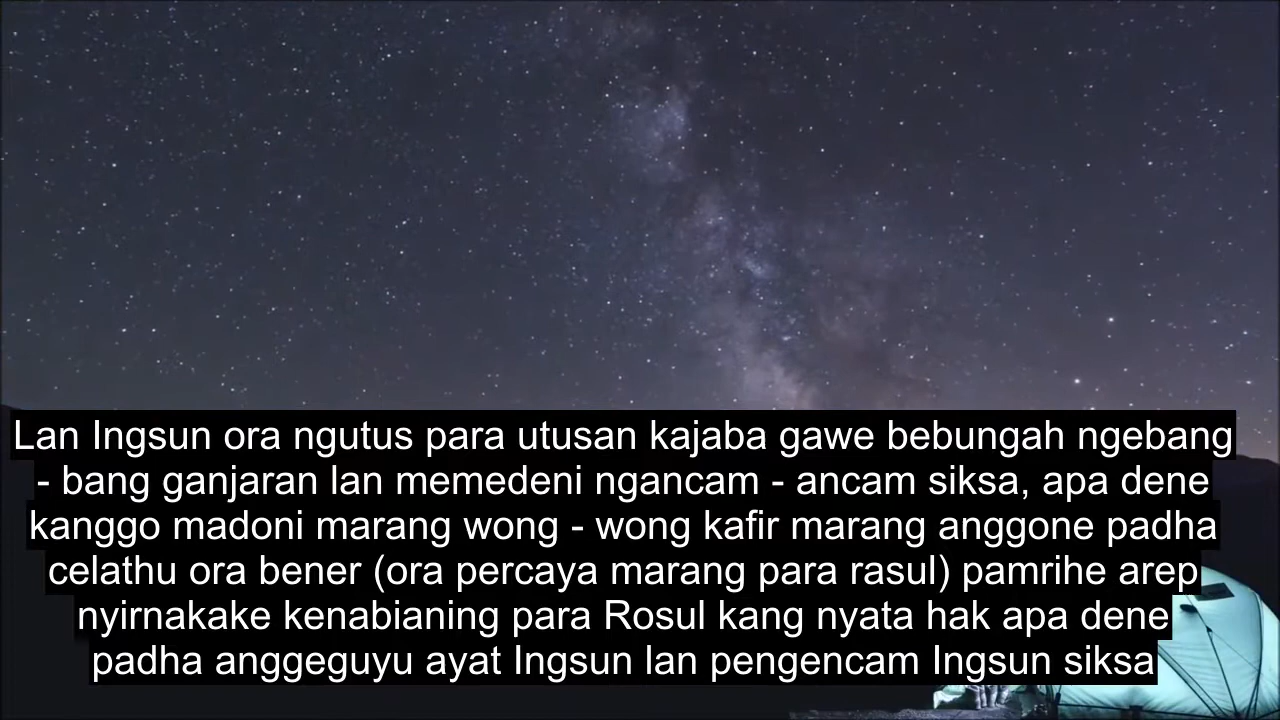 Lan Ingsun ora ngutus para utusan kajaba gawe bebungah ngebang
- bang ganjaran lan memedeni ngancam - ancam siksa, apa dene
kanggo madoni marang wong - wong kafir marang anggone padha
celathu ora bener (ora percaya marang para rasul) pamrihe arep
nyirnakake kenabianing para Rosul kang nyata hak apa dene
padha anggeguyu ayat Ingsun lan pengencam Ingsun siksa